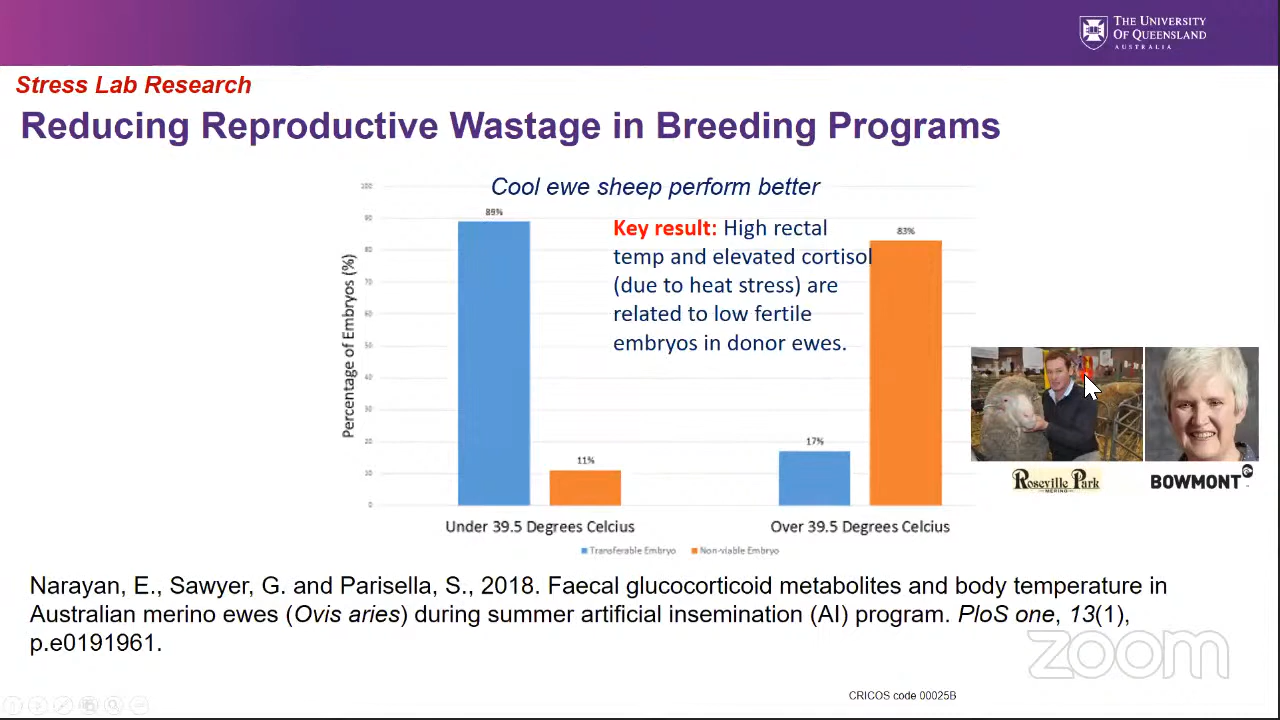 THE UNIVERSITY
OF QUEENSLAND
AUSTRALIA
Stress Lab Research
Reducing Reproductive Wastage in Breeding Programs
Cool ewe sheep perform better
Key result: High rectal
temp and elevated cortisol
(due to heat stress) are
related to low fertile
embryos in donor ewes.
Percentage of Embryos (%)
100
90
80
70
60
50
40
30
20
10
0
89%
11%
17%
83%
Under 39.5 Degrees Celcius
Over 39.5 Degrees Celcius
Transferable Embryo
Non-viable Embryo
ROSEVILLE PARK
MERINO
BOWMONT
Narayan, E., Sawyer, G. and Parisella, S., 2018. Faecal glucocorticoid metabolites and body temperature in
Australian merino ewes (Ovis aries) during summer artificial insemination (AI) program. PloS one, 13(1),
p.e0191961.
zoom
CRICOS code 00025B